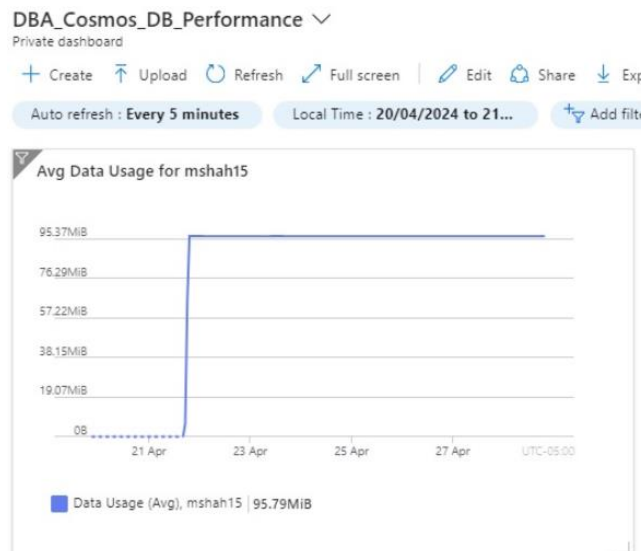 DBA_Cosmos_DB_Performance
Private dashboard
Create Upload Refresh Full screen Edit Share
Auto refresh : Every 5 minutes Local Time : 20/04/2024 to 21... Add
Avg Data Usage for mshah15
95.37MiB
76.29MiB
57.22MiB
38.15MiB
19.07MiB
0B
21 Apr 23 Apr 25 Apr 27 Apr UTC-05:00
Data Usage (Avg), mshah15 95.79MiB